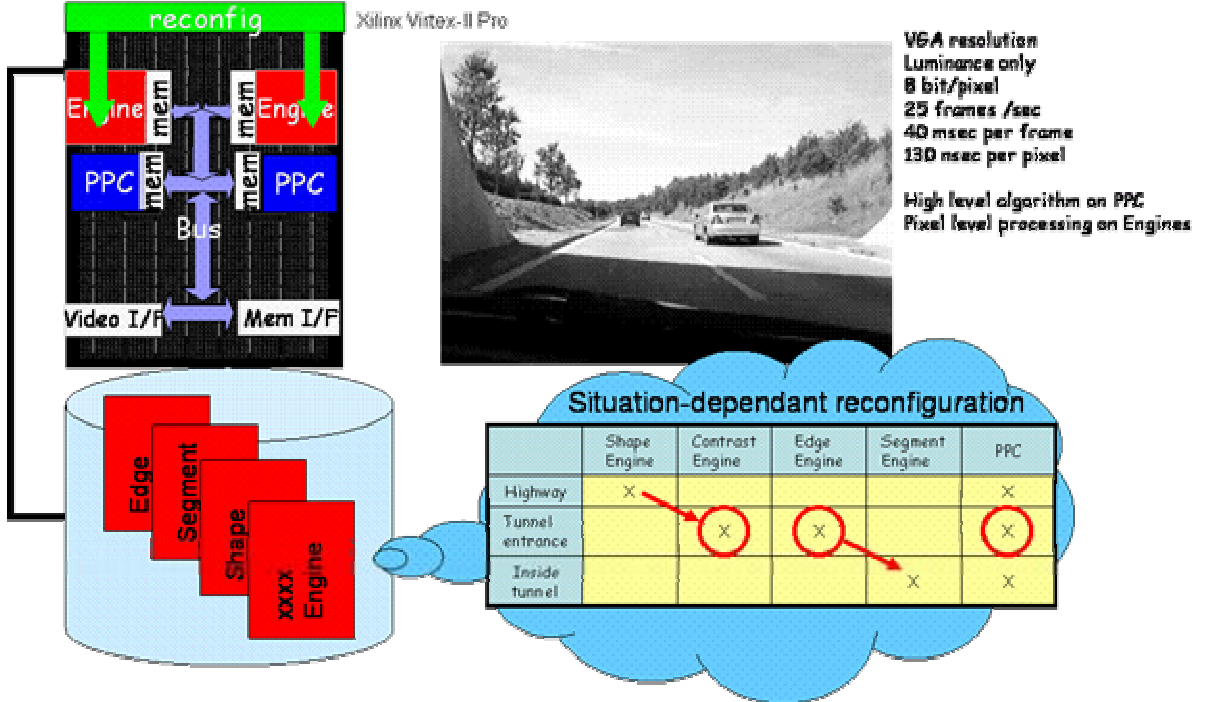 reconfig
Xilinx Virtex-II Pro
Engine
mem
mem
Engine
PPC
mem
mem
PPC
Bus
Video I/F
Mem I/F
VGA resolution
Luminance only
8 bit/pixel
25 frames /sec
40 msec per frame
130 nsec per pixel
High level algorithm on PPC
Pixel level processing on Engines
Edge
Segment
Shape
xxxx
Engine
Situation-dependant reconfiguration
Shape
Engine
Contrast
Engine
Edge
Engine
Segment
Engine
PPC
Highway
X
X
Tunnel
entrance
X
X
X
Inside
tunnel
X
X